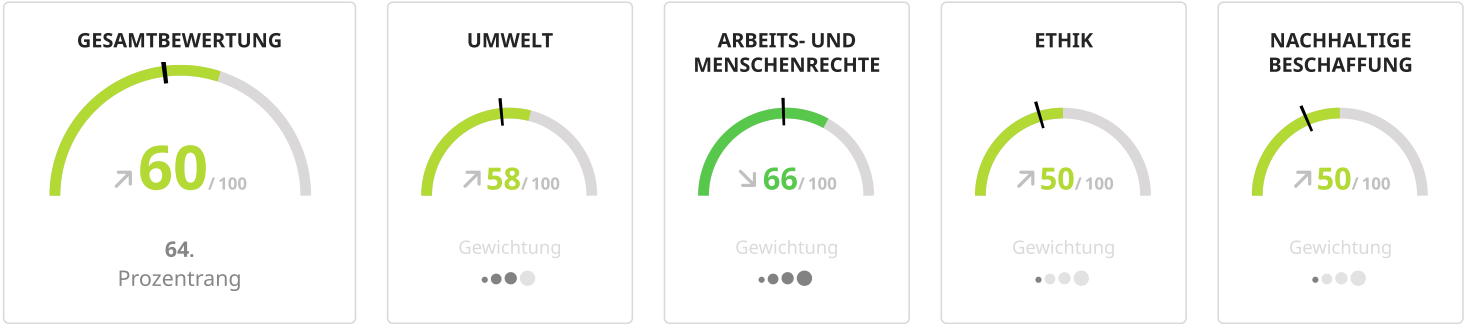 GESAMTBEWERTUNG
60 / 100
64.
Prozentrang
UMWELT
58 / 100
Gewichtung
ARBEITS- UND
MENSCHENRECHTE
66 / 100
Gewichtung
ETHIK
50 / 100
Gewichtung
NACHHALTIGE
BESCHAFFUNG
50 / 100
Gewichtung